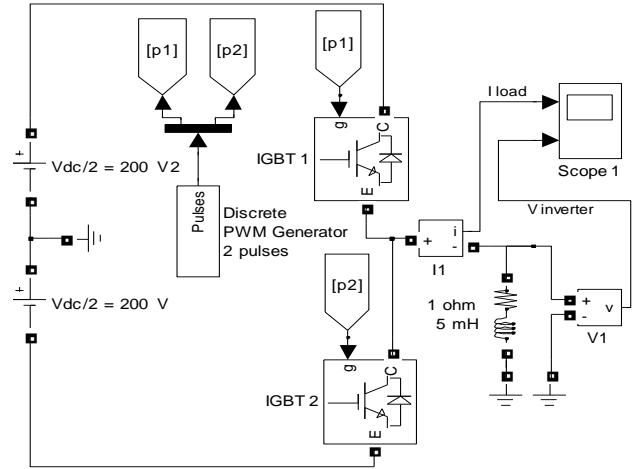 [p1]
[p2]
[p1]
I load
g
C
IGBT 1
E
Scope 1
+
Vdc/2 = 200 V2
Pulses
Discrete
PWM Generator
2 pulses
V inverter
+
i
-
I1
+
Vdc/2 = 200 V
[p2]
1 ohm
5 mH
+
-
v
V1
g
C
IGBT 2
E